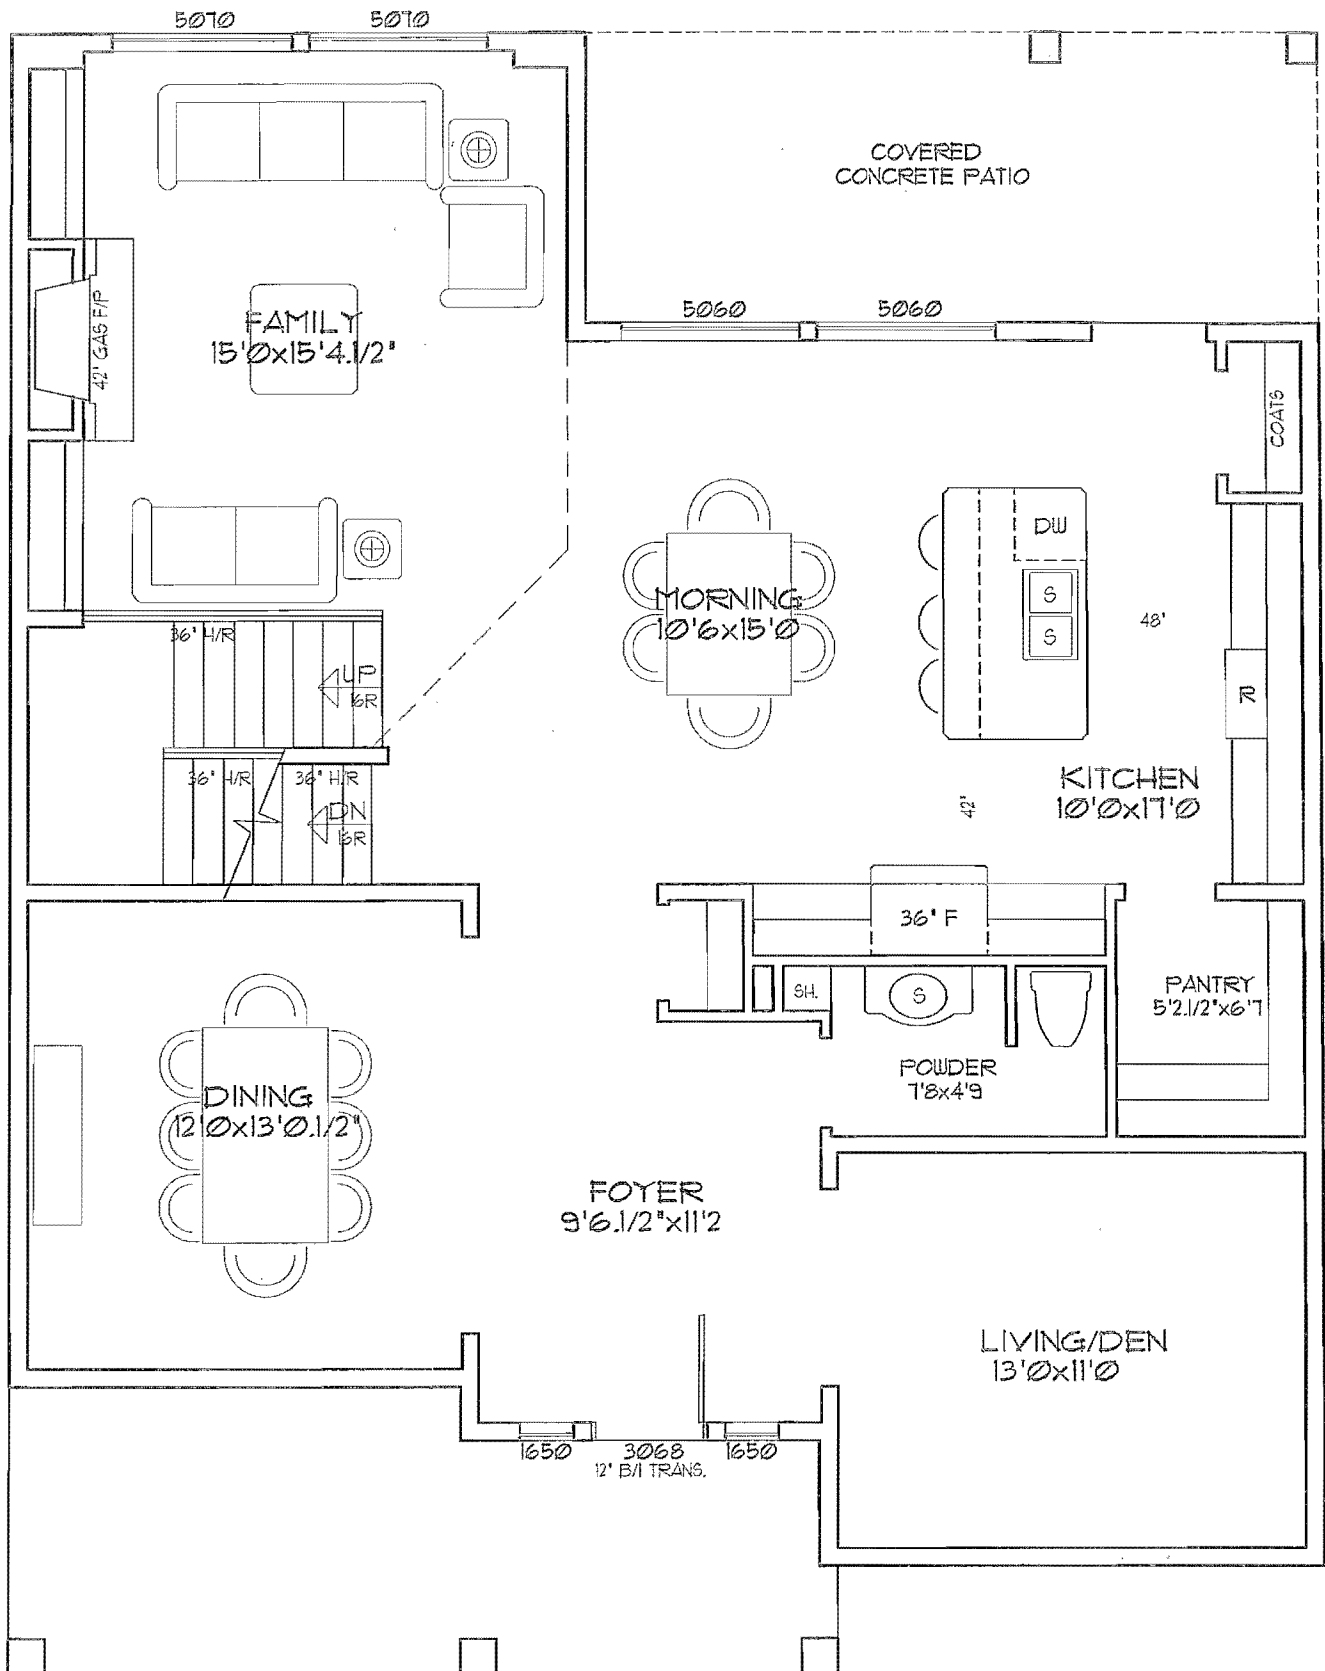 5070 5070
COVERED
CONCRETE PATIO
5060 5060
FAMILY
15'0x15'4.1/2"
42" GAS F/P
COATS
DW
S
S
MORNING
10'6x15'0
48"
R
36" H/R
UP
16R
36" H/R 36" H/R
DN
15R
KITCHEN
10'0x17'0
42"
36" F
PANTRY
5'2.1/2"x6'7
SH.
S
POWDER
7'8x4'9
DINING
12'0x13'0.1/2"
FOYER
9'6.1/2"x11'2
LIVING/DEN
13'0x11'0
1650 3068 1650
12" B/I TRANS.